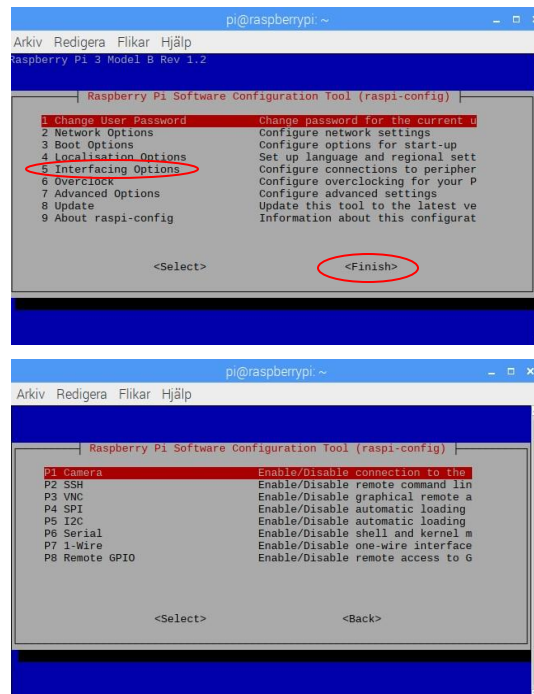 pi@raspberrypi: ~
Arkiv Redigera Flikar Hjälp
Raspberry Pi 3 Model B Rev 1.2
Raspberry Pi Software Configuration Tool (raspi-config)
1 Change User Password Change password for the current u
2 Network Options Configure network settings
3 Boot Options Configure options for start-up
4 Localisation Options Set up language and regional sett
5 Interfacing Options Configure connections to peripher
6 Overclock Configure overclocking for your P
7 Advanced Options Configure advanced settings
8 Update Update this tool to the latest ve
9 About raspi-config Information about this configurat
<Select> <Finish>
pi@raspberrypi: ~
Arkiv Redigera Flikar Hjälp
Raspberry Pi Software Configuration Tool (raspi-config)
P1 Camera Enable/Disable connection to the
P2 SSH Enable/Disable remote command lin
P3 VNC Enable/Disable graphical remote a
P4 SPI Enable/Disable automatic loading
P5 I2C Enable/Disable automatic loading
P6 Serial Enable/Disable shell and kernel m
P7 1-Wire Enable/Disable one-wire interface
P8 Remote GPIO Enable/Disable remote access to G
<Select> <Back>